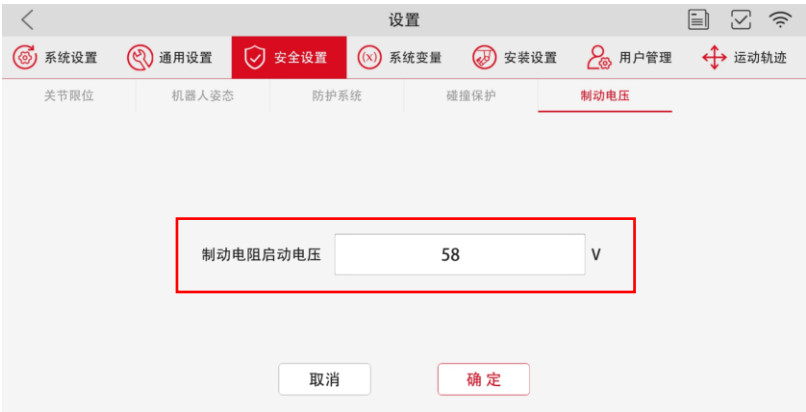 设置
系统设置 通用设置 安全设置 (x) 系统变量 安装设置 用户管理 运动轨迹
关节限位 机器人姿态 防护系统 碰撞保护 制动电压
制动电阻启动电压 58 V
取消 确定